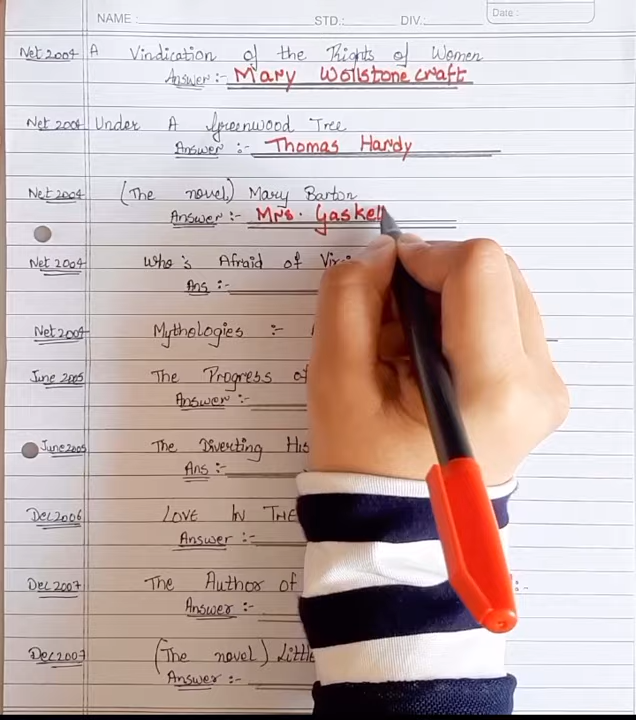 NAME : STD.: DIV.: Date :
Net 2004 A Vindication of the Rights of Women
Answer :- Mary Wollstonecraft
Net 2004 Under A Greenwood Tree
Answer :- Thomas Hardy
Net 2004 (The novel) Mary Barton
Answer :- Mrs. Gaskel
Net 2004 Who's Afraid of
Ans :-
Net 2004 Mythologies :-
June 2005 The Progress of
Answer :-
June 2005 The Diverting His
Ans :-
Dec 2006 LOVE IN THE
Answer :-
Dec 2007 The Author of :-
Answer :-
Dec 2007 (The novel) Little
Answer :-